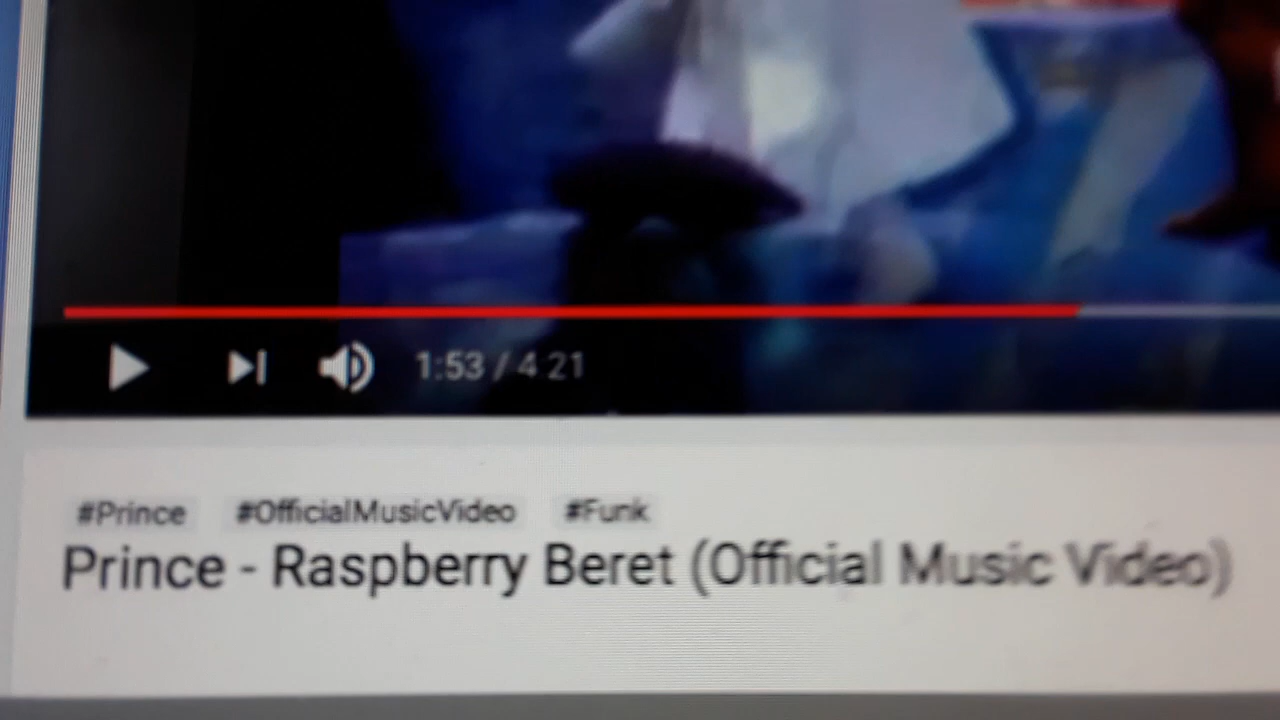 1:53 / 4:21
#Prince #OfficialMusicVideo #Funk
Prince - Raspberry Beret (Official Music Video)